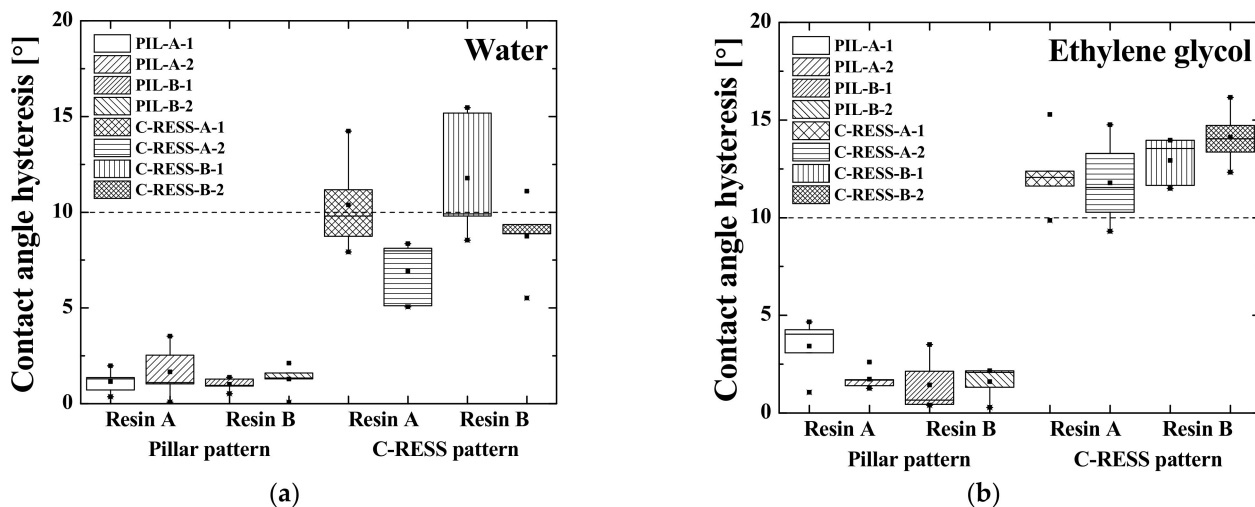 Water
Contact angle hysteresis [°]
20
15
10
5
0
PIL-A-1
PIL-A-2
PIL-B-1
PIL-B-2
C-RESS-A-1
C-RESS-A-2
C-RESS-B-1
C-RESS-B-2
Resin A Resin B Resin A Resin B
Pillar pattern C-RESS pattern
(a)
Ethylene glycol
Contact angle hysteresis [°]
20
15
10
5
0
PIL-A-1
PIL-A-2
PIL-B-1
PIL-B-2
C-RESS-A-1
C-RESS-A-2
C-RESS-B-1
C-RESS-B-2
Resin A Resin B Resin A Resin B
Pillar pattern C-RESS pattern
(b)